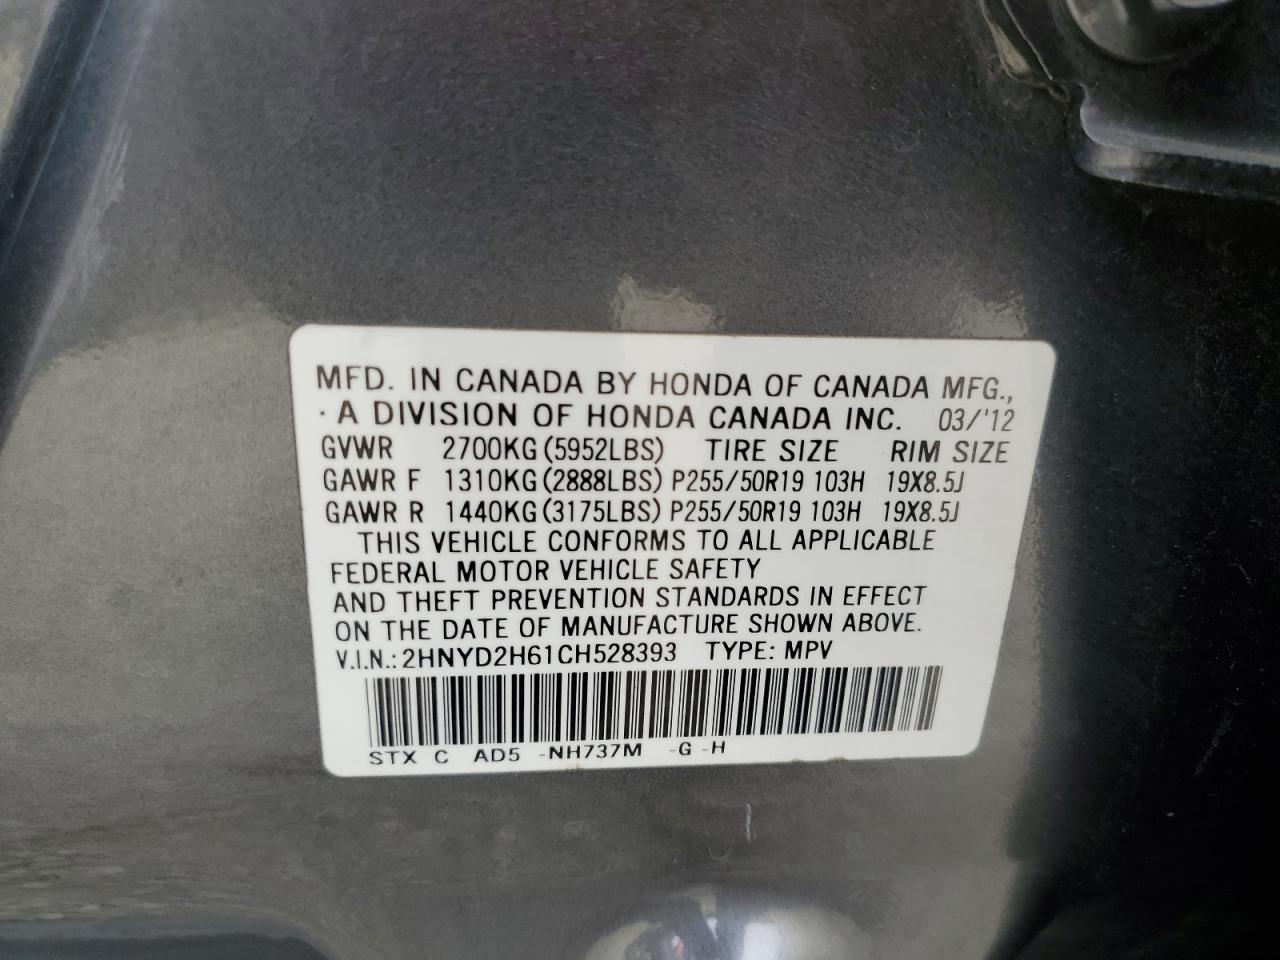 MFD. IN CANADA BY HONDA OF CANADA MFG.,
· A DIVISION OF HONDA CANADA INC. 03/'12
GVWR 2700KG (5952LBS) TIRE SIZE RIM SIZE
GAWR F 1310KG (2888LBS) P255/50R19 103H 19X8.5J
GAWR R 1440KG (3175LBS) P255/50R19 103H 19X8.5J
THIS VEHICLE CONFORMS TO ALL APPLICABLE
FEDERAL MOTOR VEHICLE SAFETY
AND THEFT PREVENTION STANDARDS IN EFFECT
ON THE DATE OF MANUFACTURE SHOWN ABOVE.
V.I.N.: 2HNYD2H61CH528393 TYPE: MPV
STX C AD5 -NH737M -G -H